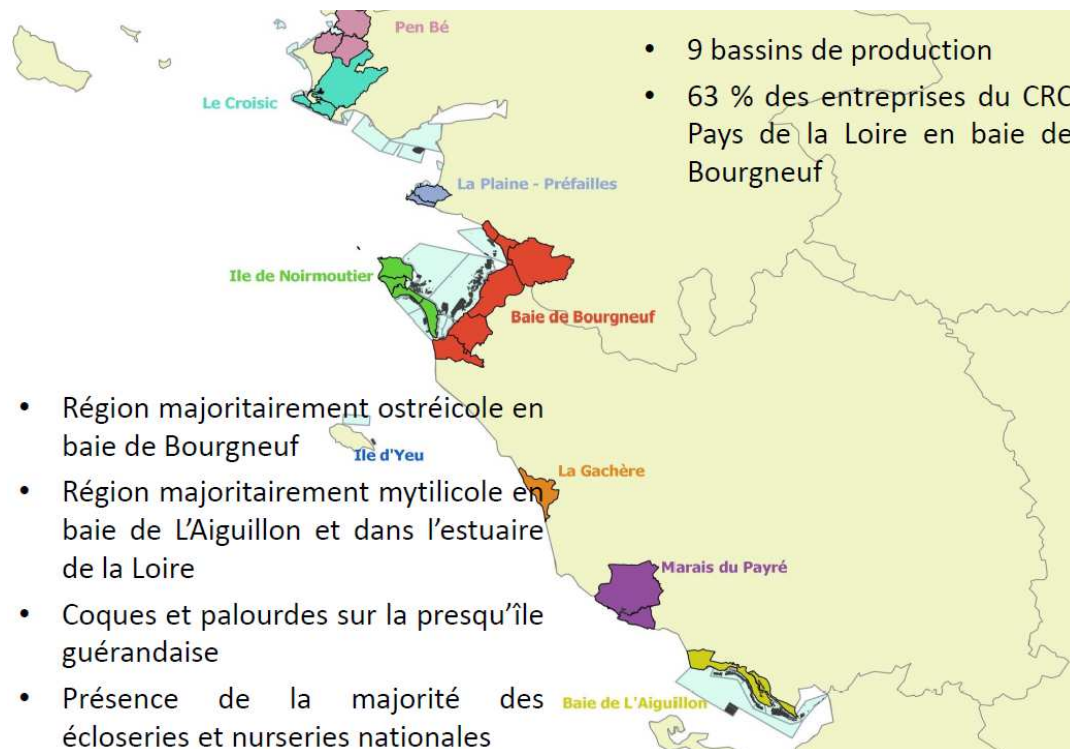 Pen Bé
• 9 bassins de production
• 63 % des entreprises du CRC
Pays de la Loire en baie de
Bourgneuf
Le Croisic
La Plaine - Préfailles
Ile de Noirmoutier
Baie de Bourgneuf
• Région majoritairement ostréicole en
baie de Bourgneuf
Ile d'Yeu
La Gachère
• Région majoritairement mytilicole en
baie de L'Aiguillon et dans l'estuaire
de la Loire
Marais du Payré
• Coques et palourdes sur la presqu'île
guérandaise
• Présence de la majorité des
écloseries et nurseries nationales
Baie de L'Aiguillon